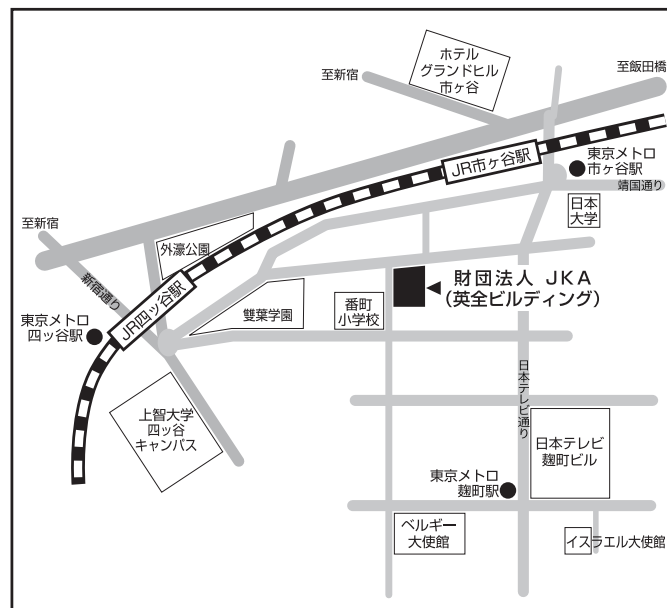 ホテル
グランドヒル
市ヶ谷
至新宿
至飯田橋
JR市ヶ谷駅
東京メトロ
市ヶ谷駅
靖国通り
日本
大学
至新宿
外濠公園
新宿通り
JR四ッ谷駅
東京メトロ
四ッ谷駅
雙葉学園
番町
小学校
財団法人 JKA
(英全ビルディング)
上智大学
四ッ谷
キャンパス
日本テレビ通り
日本テレビ
麹町ビル
東京メトロ
麹町駅
ベルギー
大使館
イスラエル大使館